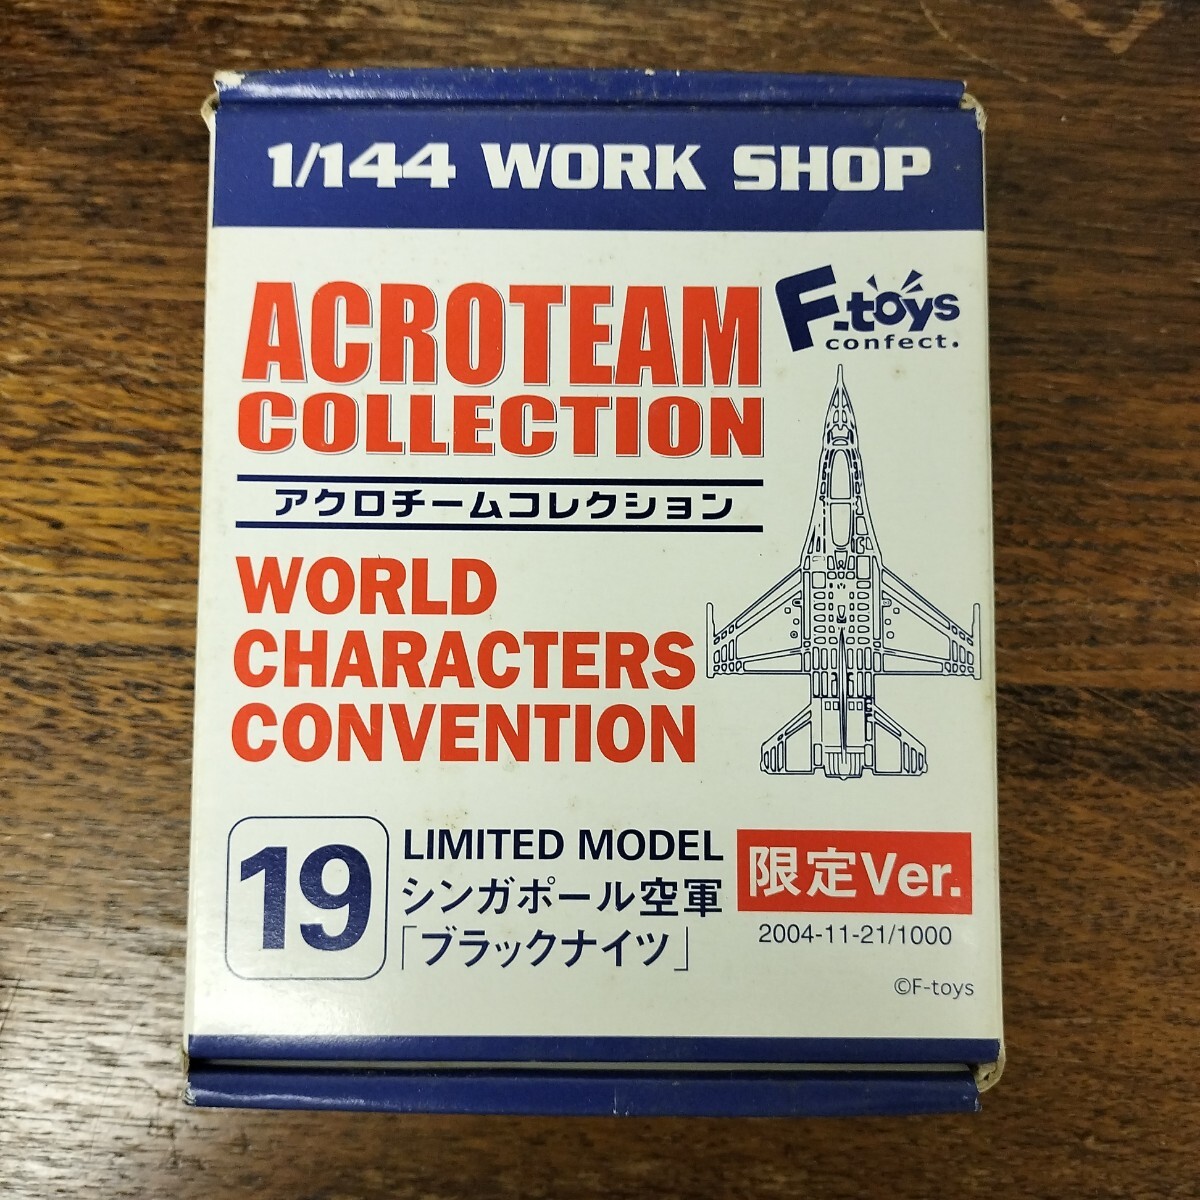 1/144 WORK SHOP
ACROTEAM
COLLECTION
F-toys
confect.
アクロチームコレクション
WORLD
CHARACTERS
CONVENTION
19
LIMITED MODEL
シンガポール空軍
「ブラックナイツ」
限定Ver.
2004-11-21/1000
©F-toys